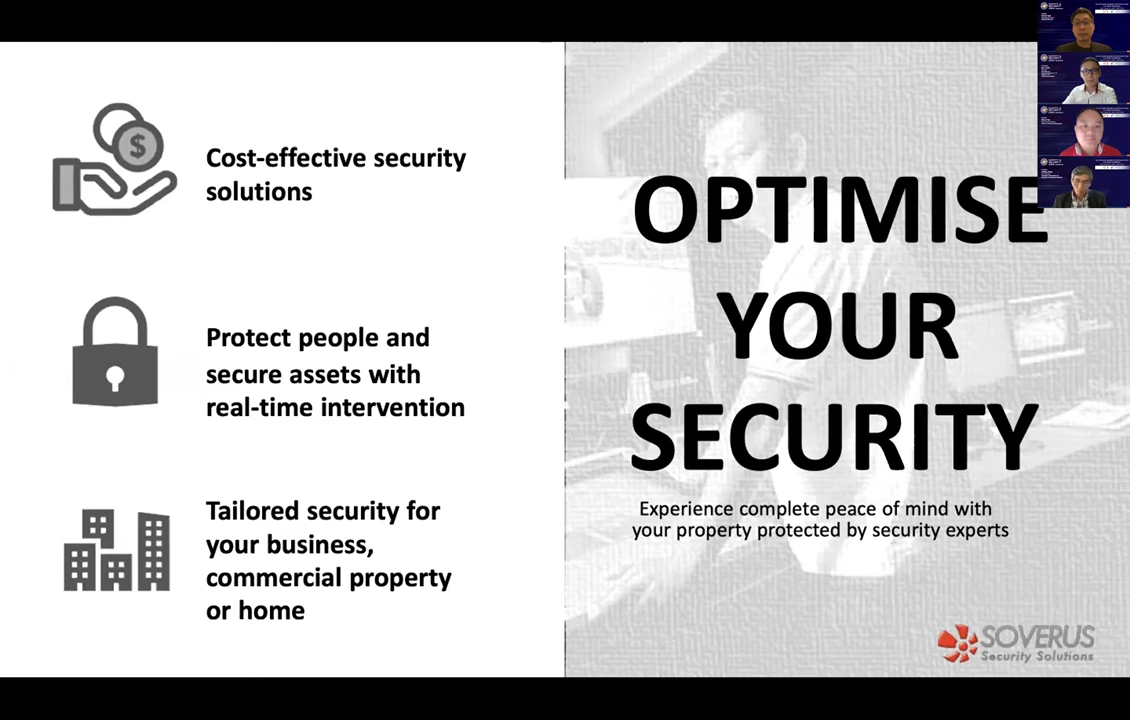 Cost-effective security
solutions
Protect people and
secure assets with
real-time intervention
Tailored security for
your business,
commercial property
or home
OPTIMISE
YOUR
SECURITY
Experience complete peace of mind with
your property protected by security experts
SOVERUS
Security Solutions